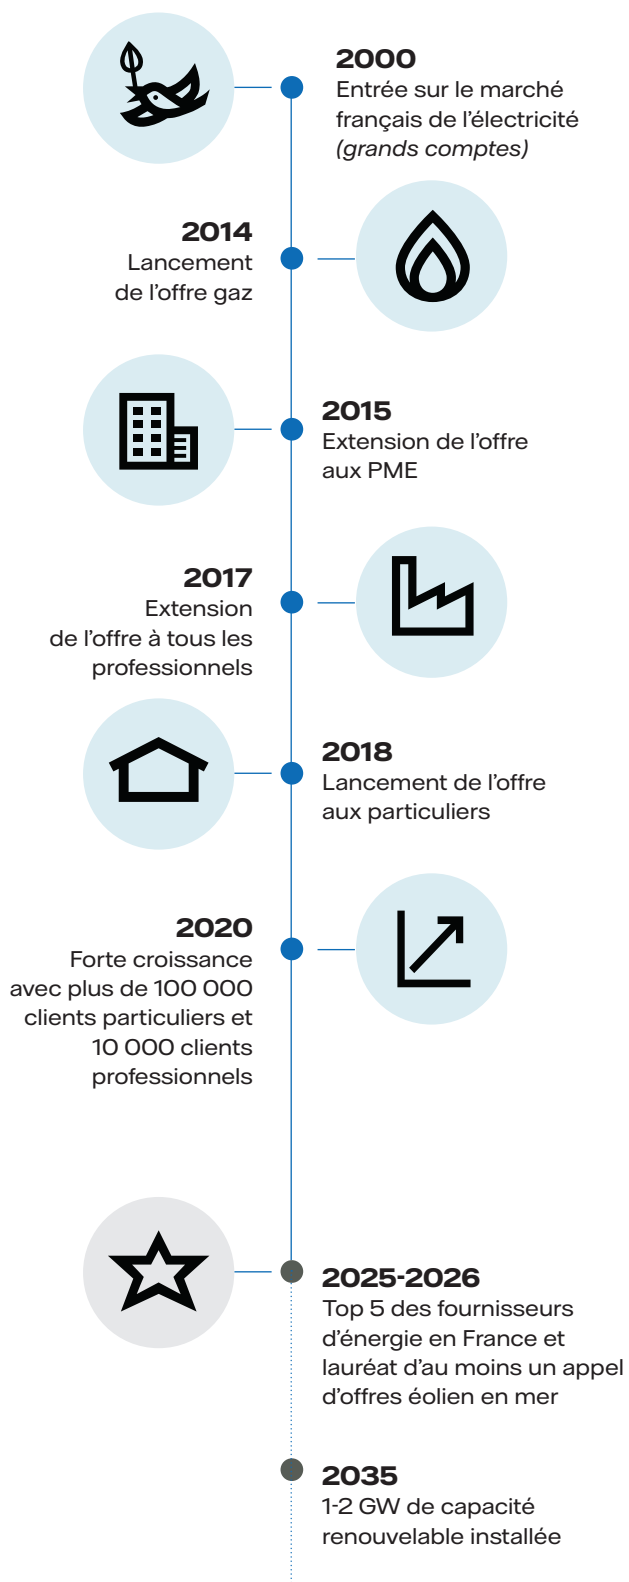 2000
Entrée sur le marché
français de l’électricité
(grands comptes)
2014
Lancement
de l’offre gaz
2015
Extension de l’offre
aux PME
2017
Extension
de l’offre à tous les
professionnels
2018
Lancement de l’offre
aux particuliers
2020
Forte croissance
avec plus de 100 000
clients particuliers et
10 000 clients
professionnels
2025-2026
Top 5 des fournisseurs
d’énergie en France et
lauréat d’au moins un appel
d’offres éolien en mer
2035
1-2 GW de capacité
renouvelable installée